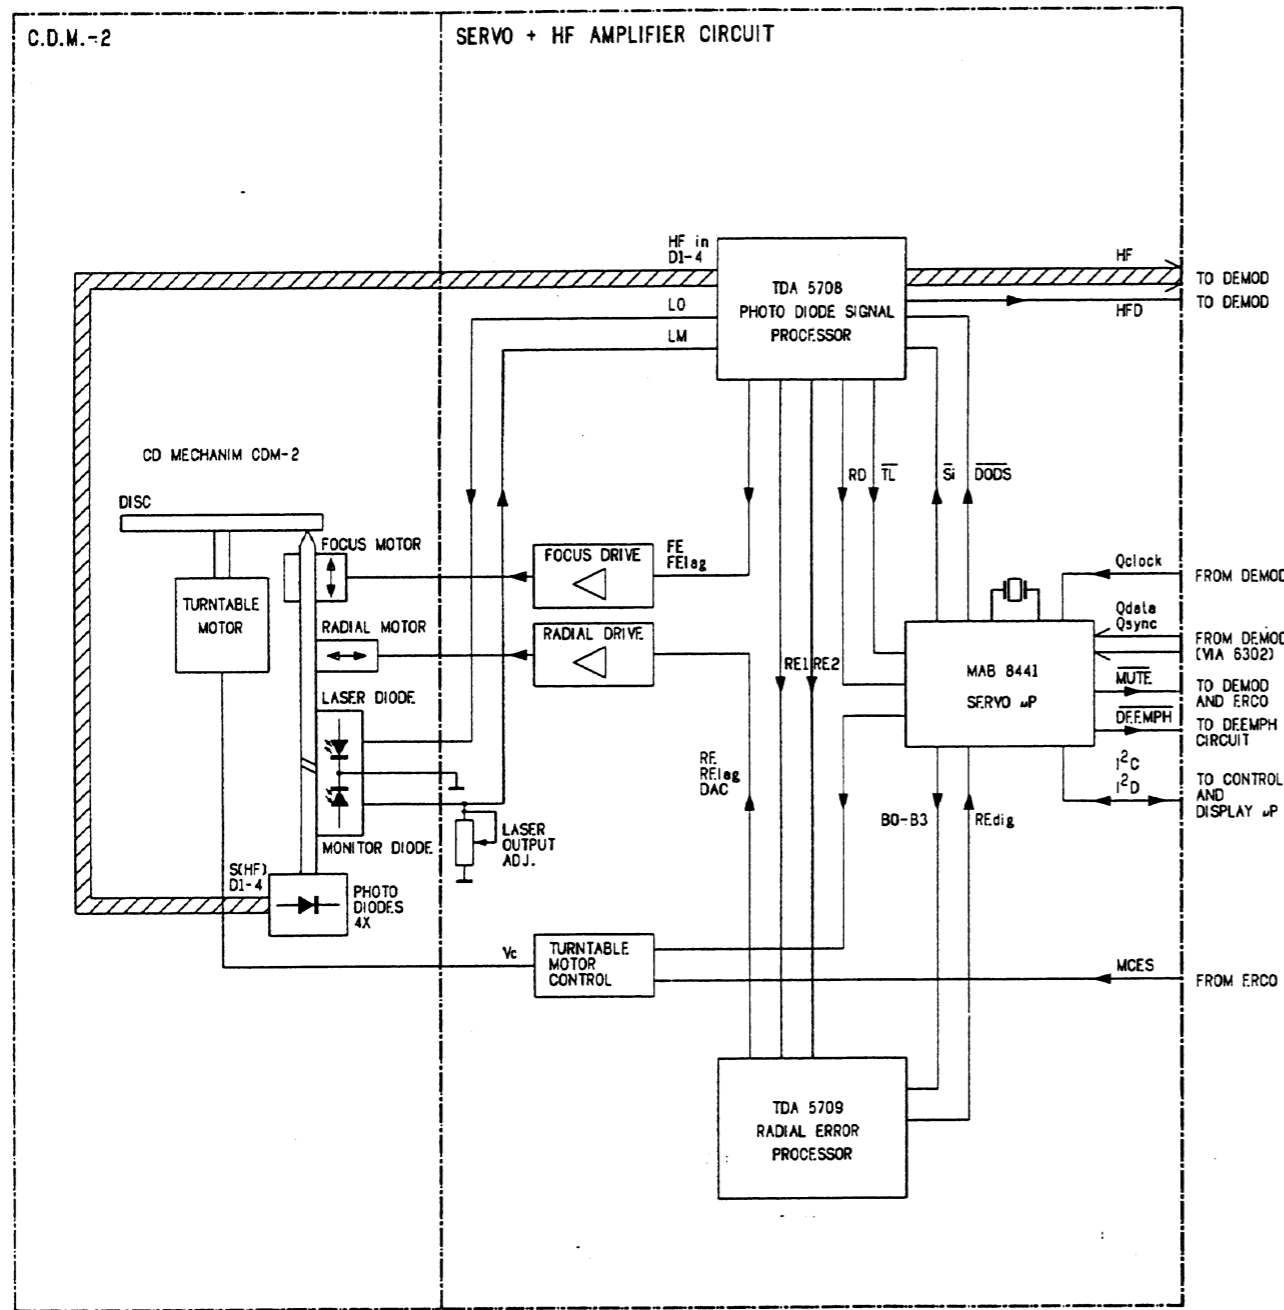 C.D.M.-2
SERVO + HF AMPLIFIER CIRCUIT
HF in
D1-4
HF
TO DEMOD
TDA 5708
PHOTO DIODE SIGNAL
PROCESSOR
LO
LM
HFD
TO DEMOD
CD MECHANIM CDM-2
DISC
RD
TL
Si
DODS
FOCUS MOTOR
FOCUS DRIVE
FE
FElag
TURNTABLE
MOTOR
RADIAL MOTOR
RADIAL DRIVE
RE1
RE2
Qclock
FROM DEMOD
Qdata
Qsync
FROM DEMOD
(VIA 6302)
MAB 8441
SERVO µP
MUTE
TO DEMOD
AND ERCO
DEEMPH
TO DEEMPH
CIRCUIT
I²C
I²D
TO CONTROL
AND
DISPLAY µP
LASER DIODE
RE
RElag
DAC
B0-B3
REdig
MONITOR DIODE
LASER
OUTPUT
ADJ.
S(HF)
D1-4
PHOTO
DIODES
4X
Vc
TURNTABLE
MOTOR
CONTROL
MCES
FROM ERCO
TDA 5709
RADIAL ERROR
PROCESSOR